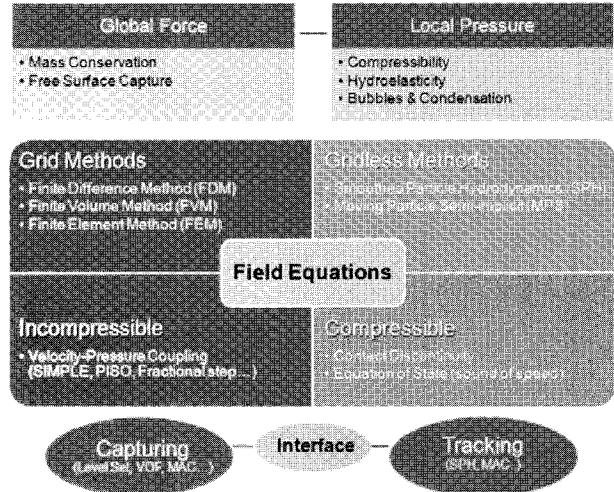 Global Force
Local Pressure
• Mass Conservation
• Free Surface Capture
• Compressibility
• Hydroelasticity
• Bubbles & Condensation
Grid Methods
• Finite Difference Method (FDM)
• Finite Volume Method (FVM)
• Finite Element Method (FEM)
Gridless Methods
• Smoothed Particle Hydrodynamics (SPH)
• Moving Particle Semi-implicit (MPS)
Field Equations
Incompressible
• Velocity-Pressure Coupling
(SIMPLE, PISO, Fractional step…)
Compressible
• Contact Discontinuity
• Equation of State (sound of speed)
Capturing
(Level Set, VOF, MAC…)
Interface
Tracking
(SPH, MAC…)